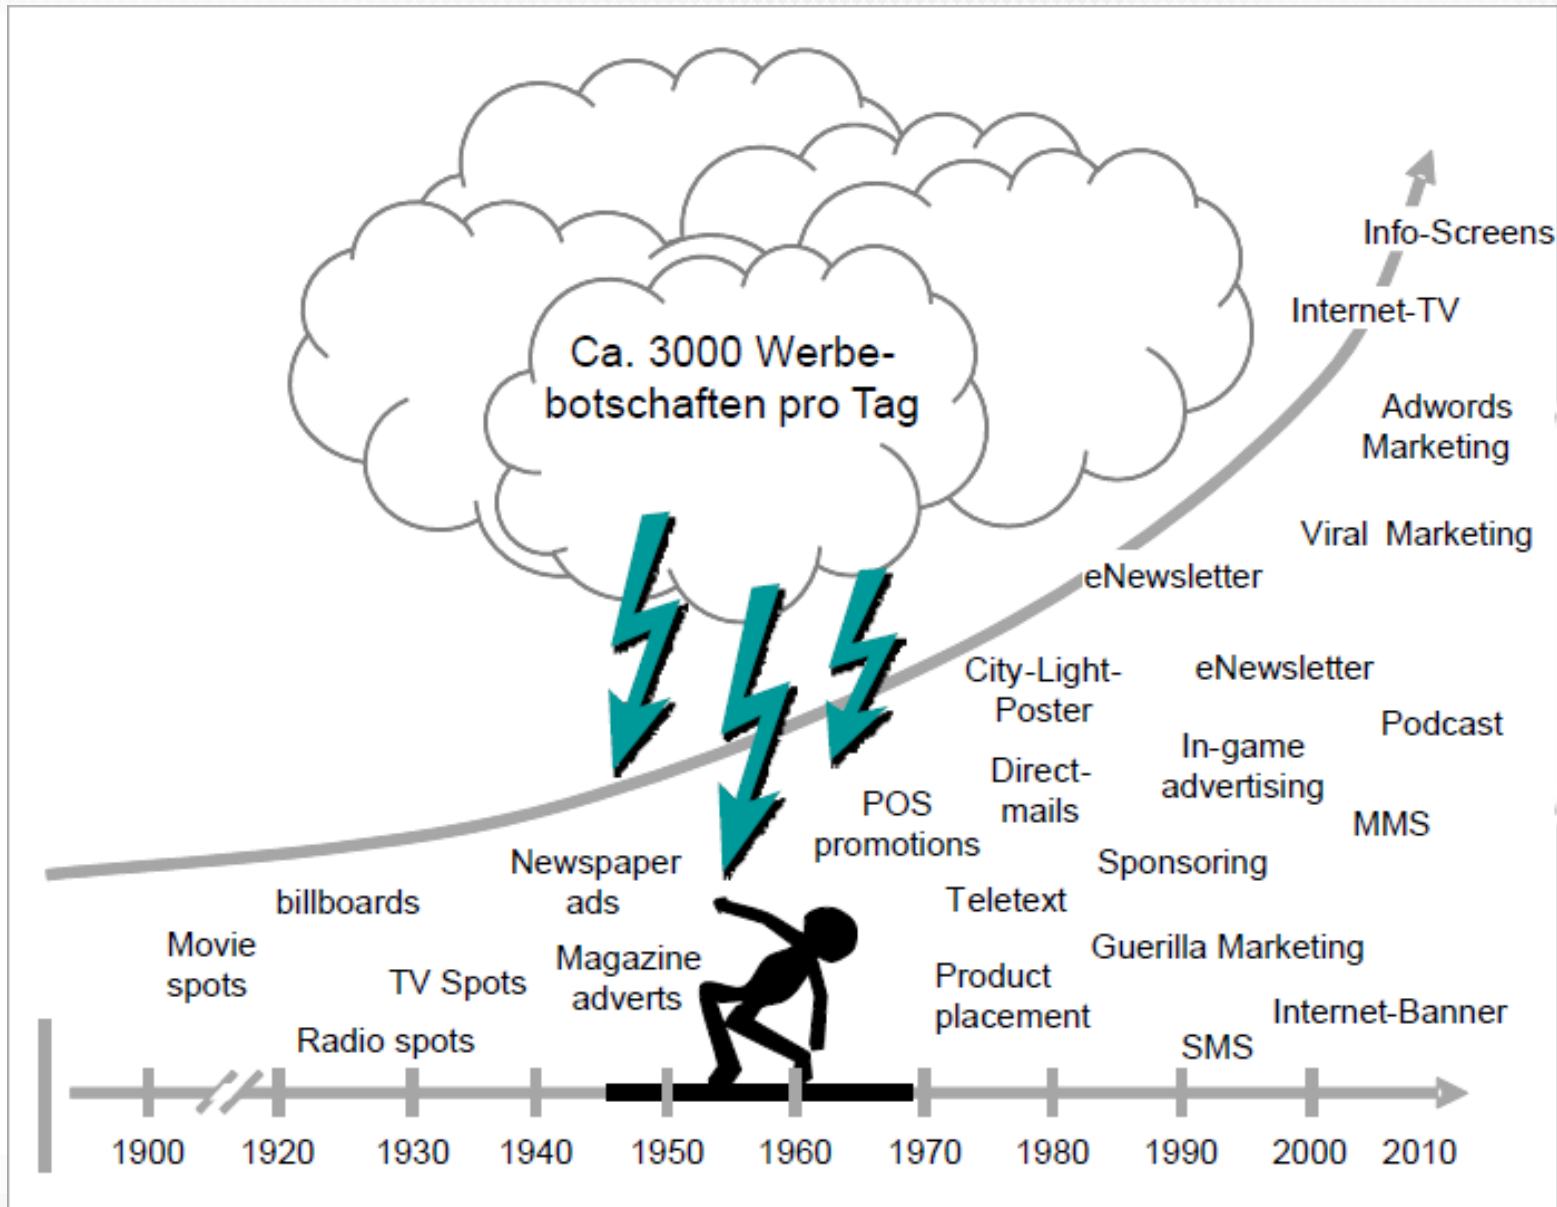 Info-Screens
Internet-TV
Ca. 3000 Werbe-
botschaften pro Tag
Adwords
Marketing
Viral Marketing
eNewsletter
City-Light-
Poster
eNewsletter
Podcast
In-game
advertising
Direct-
mails
POS
promotions
MMS
Newspaper
ads
Sponsoring
billboards
Teletext
Movie
spots
Guerilla Marketing
Magazine
adverts
TV Spots
Product
placement
Internet-Banner
Radio spots
SMS
1900 1920 1930 1940 1950 1960 1970 1980 1990 2000 2010